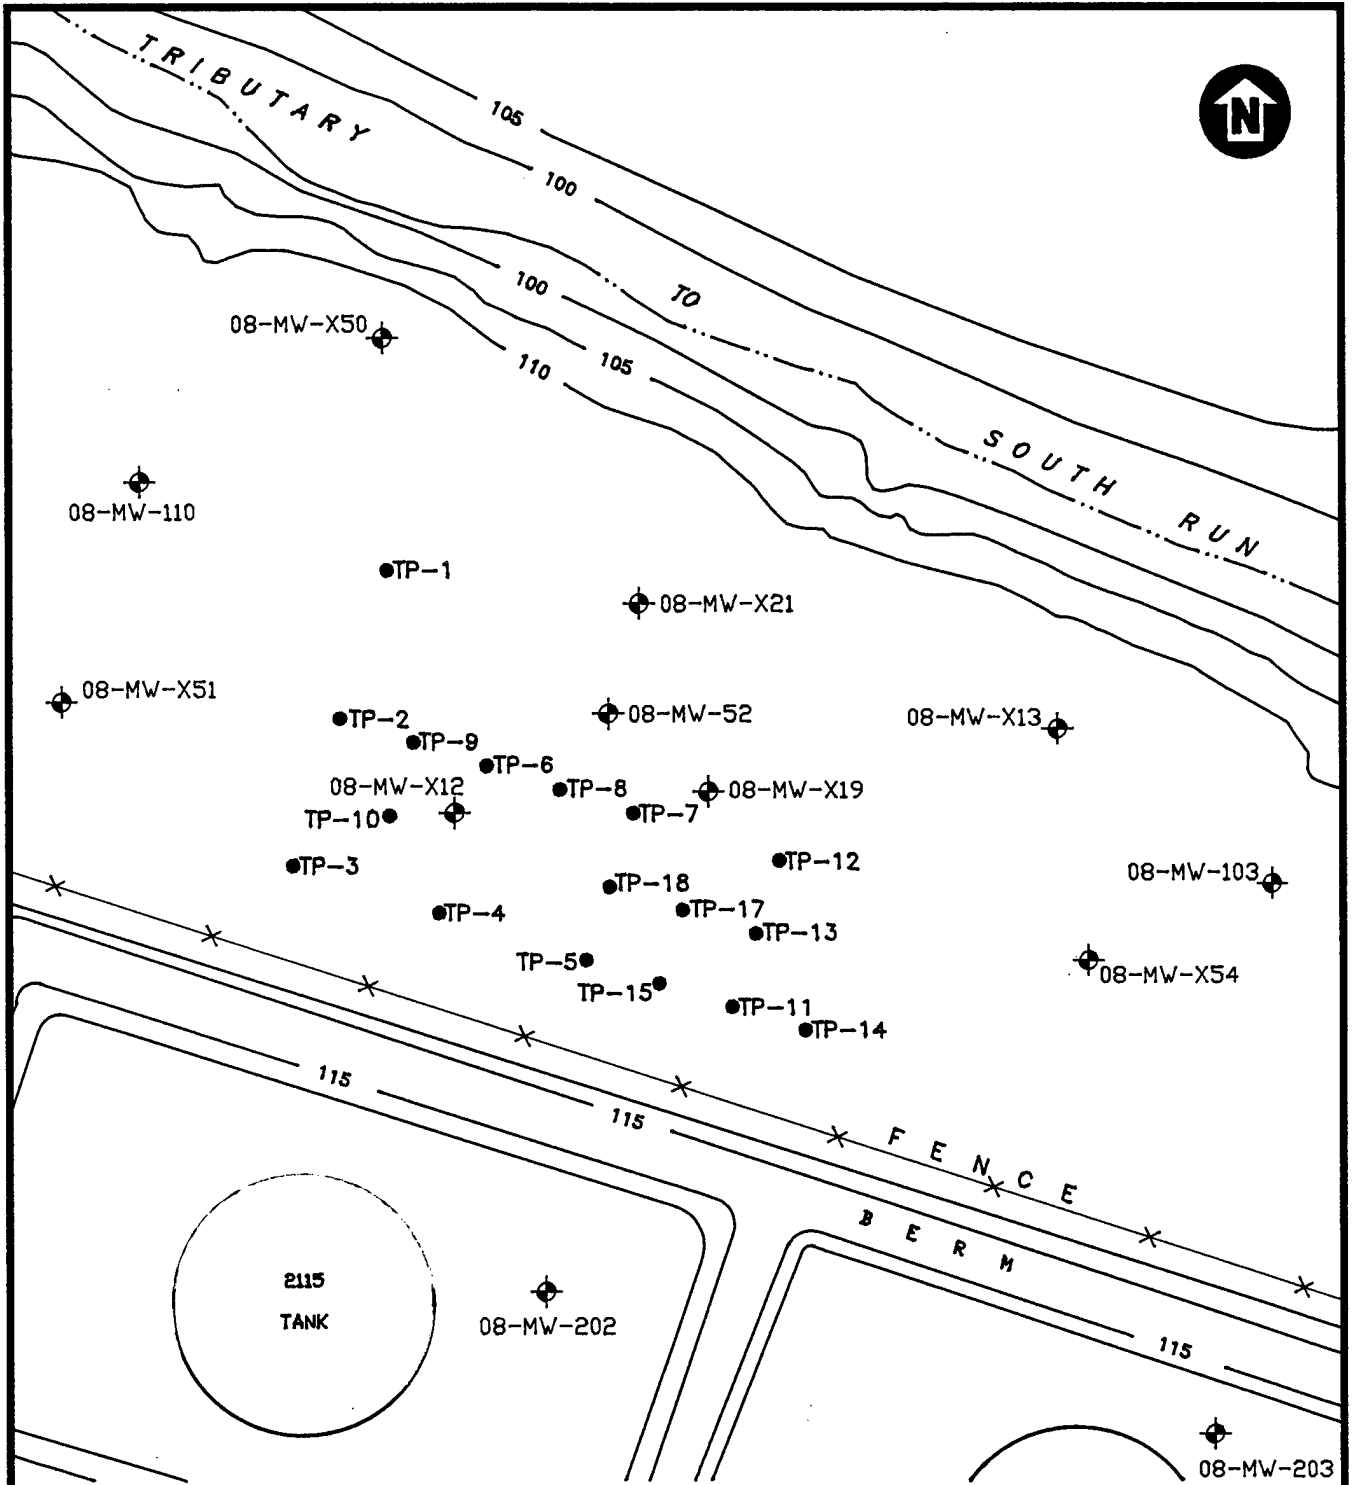 TRIBUTARY
105
N
100
100
TO
08-MW-X50
105
110
SOUTH
08-MW-110
RUN
TP-1
08-MW-X21
08-MW-X51
TP-2
08-MW-52
08-MW-X13
TP-9
TP-6
08-MW-X12
TP-8
08-MW-X19
TP-10
TP-7
TP-3
TP-12
08-MW-103
TP-18
TP-4
TP-17
TP-13
TP-5
08-MW-X54
TP-15
TP-11
TP-14
115
115
FENCE
BERM
2115
TANK
08-MW-202
115
08-MW-203